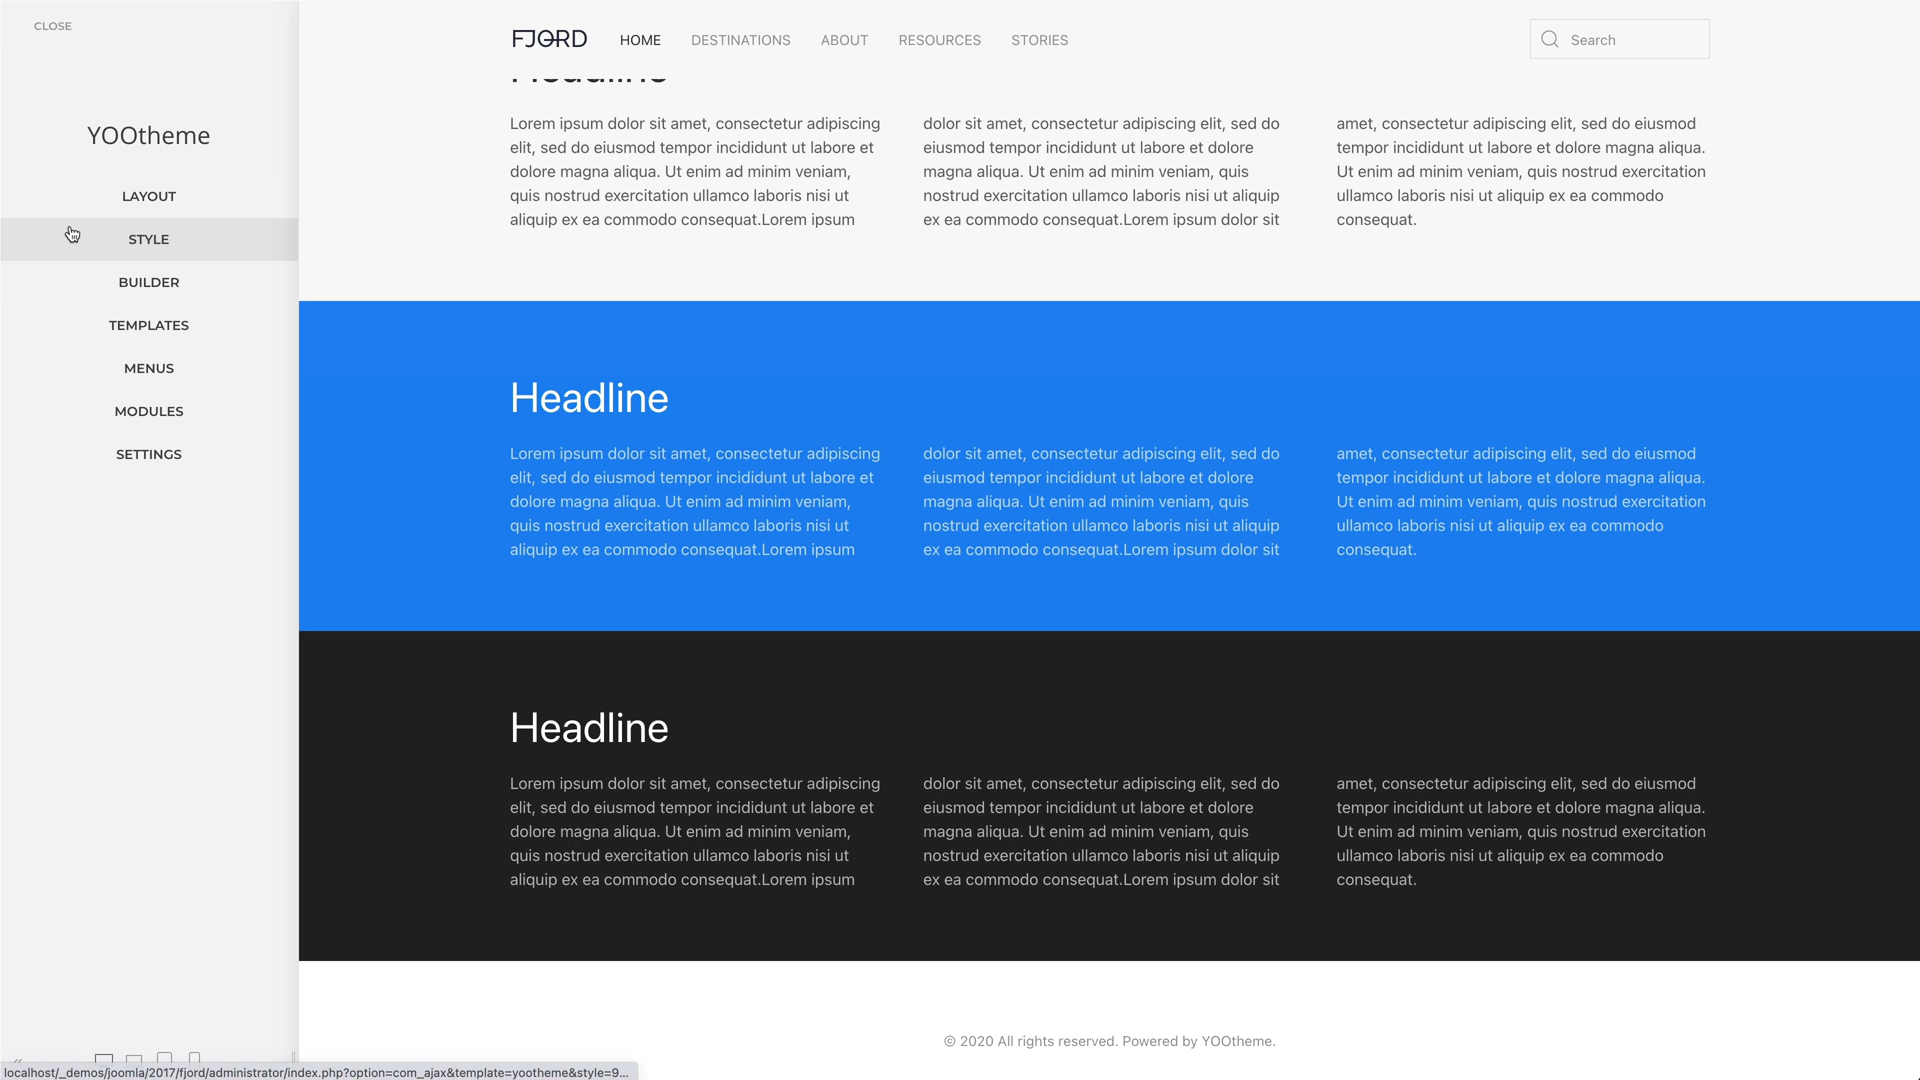 CLOSE
YOOtheme
LAYOUT
STYLE
BUILDER
TEMPLATES
MENUS
MODULES
SETTINGS
FJORD HOME DESTINATIONS ABOUT RESOURCES STORIES Search
Headline
Lorem ipsum dolor sit amet, consectetur adipiscing
elit, sed do eiusmod tempor incididunt ut labore et
dolore magna aliqua. Ut enim ad minim veniam,
quis nostrud exercitation ullamco laboris nisi ut
aliquip ex ea commodo consequat.Lorem ipsum
dolor sit amet, consectetur adipiscing elit, sed do
eiusmod tempor incididunt ut labore et dolore
magna aliqua. Ut enim ad minim veniam, quis
nostrud exercitation ullamco laboris nisi ut aliquip
ex ea commodo consequat.Lorem ipsum dolor sit
amet, consectetur adipiscing elit, sed do eiusmod
tempor incididunt ut labore et dolore magna aliqua.
Ut enim ad minim veniam, quis nostrud exercitation
ullamco laboris nisi ut aliquip ex ea commodo
consequat.
Headline
Lorem ipsum dolor sit amet, consectetur adipiscing
elit, sed do eiusmod tempor incididunt ut labore et
dolore magna aliqua. Ut enim ad minim veniam,
quis nostrud exercitation ullamco laboris nisi ut
aliquip ex ea commodo consequat.Lorem ipsum
dolor sit amet, consectetur adipiscing elit, sed do
eiusmod tempor incididunt ut labore et dolore
magna aliqua. Ut enim ad minim veniam, quis
nostrud exercitation ullamco laboris nisi ut aliquip
ex ea commodo consequat.Lorem ipsum dolor sit
amet, consectetur adipiscing elit, sed do eiusmod
tempor incididunt ut labore et dolore magna aliqua.
Ut enim ad minim veniam, quis nostrud exercitation
ullamco laboris nisi ut aliquip ex ea commodo
consequat.
Headline
Lorem ipsum dolor sit amet, consectetur adipiscing
elit, sed do eiusmod tempor incididunt ut labore et
dolore magna aliqua. Ut enim ad minim veniam,
quis nostrud exercitation ullamco laboris nisi ut
aliquip ex ea commodo consequat.Lorem ipsum
dolor sit amet, consectetur adipiscing elit, sed do
eiusmod tempor incididunt ut labore et dolore
magna aliqua. Ut enim ad minim veniam, quis
nostrud exercitation ullamco laboris nisi ut aliquip
ex ea commodo consequat.Lorem ipsum dolor sit
amet, consectetur adipiscing elit, sed do eiusmod
tempor incididunt ut labore et dolore magna aliqua.
Ut enim ad minim veniam, quis nostrud exercitation
ullamco laboris nisi ut aliquip ex ea commodo
consequat.
© 2020 All rights reserved. Powered by YOOtheme.
localhost/_demos/joomla/2017/fjord/administrator/index.php?option=com_ajax&template=yootheme&style=9...